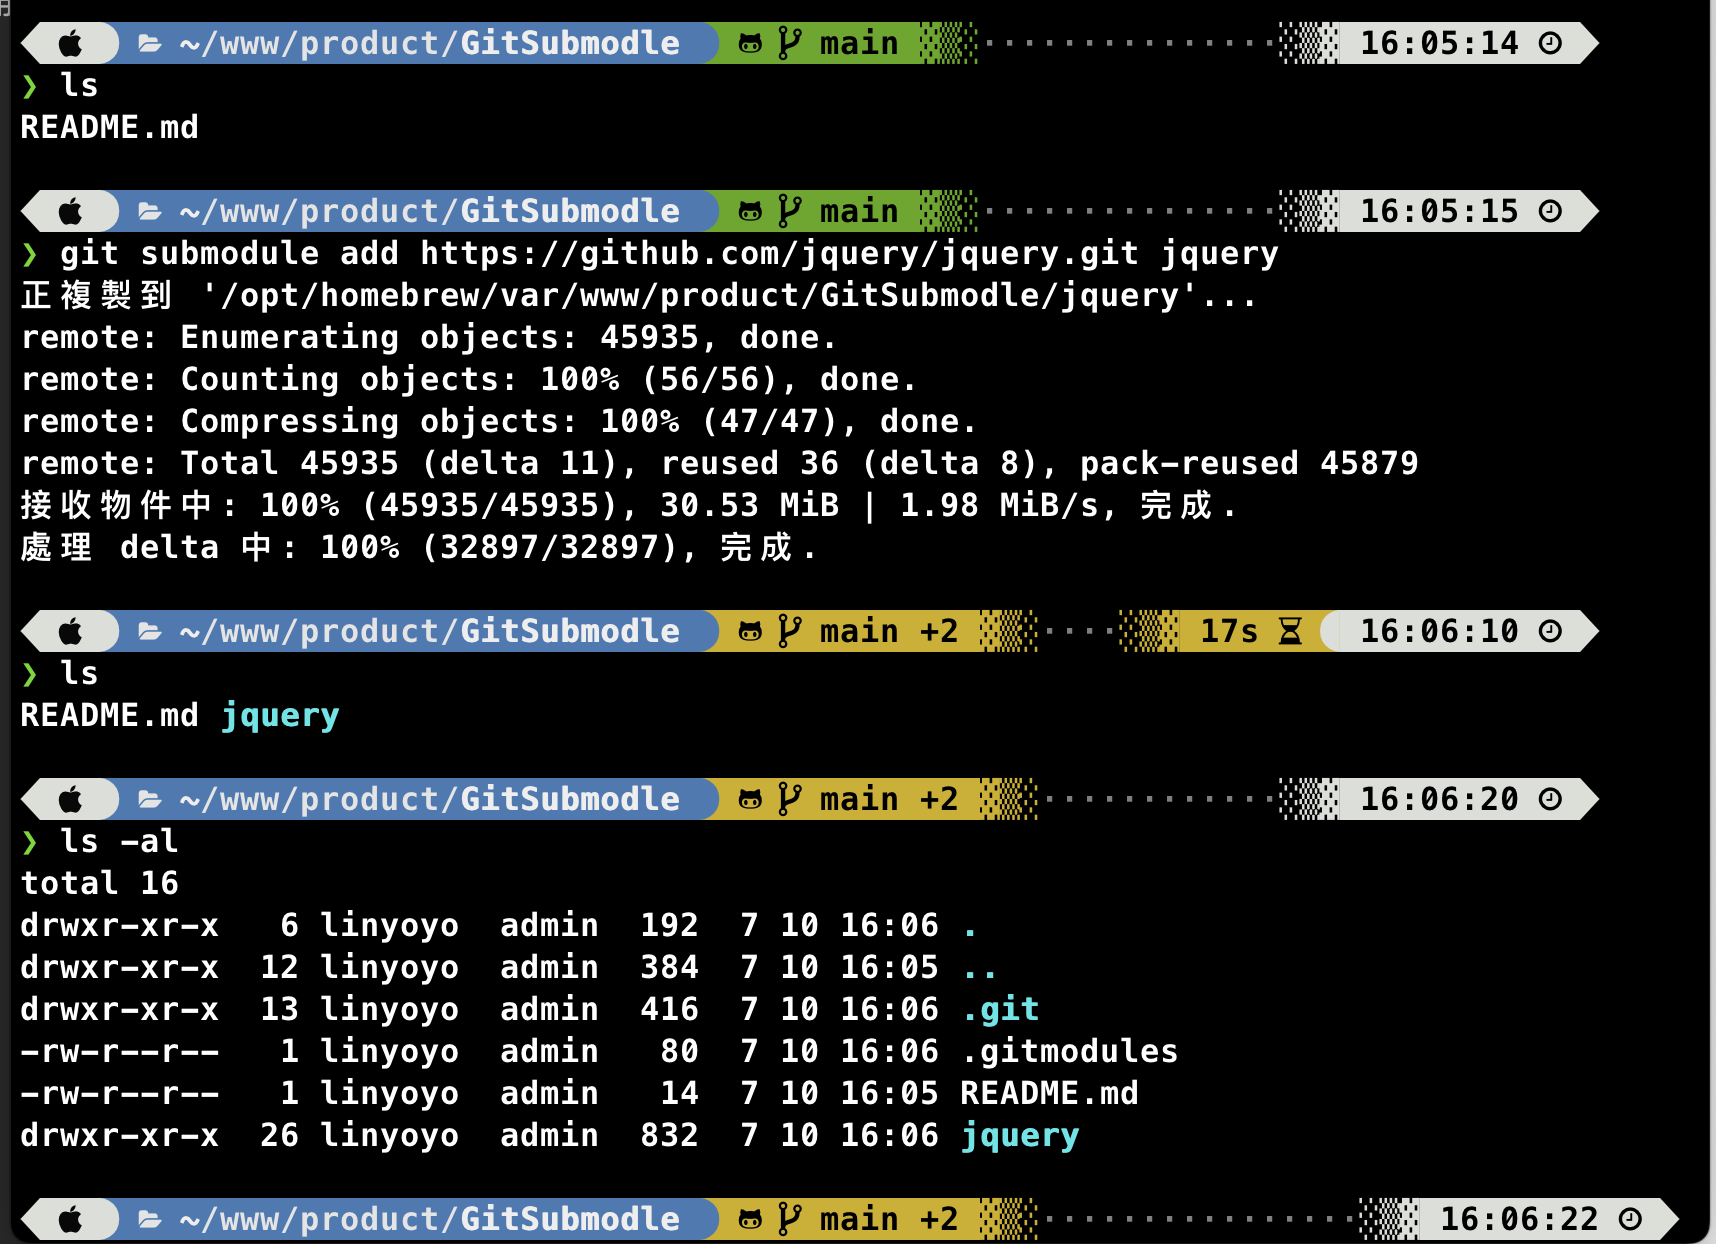 ~/www/product/GitSubmodle main 16:05:14
❯ ls
README.md
~/www/product/GitSubmodle main 16:05:15
❯ git submodule add https://github.com/jquery/jquery.git jquery
正複製到 '/opt/homebrew/var/www/product/GitSubmodle/jquery'...
remote: Enumerating objects: 45935, done.
remote: Counting objects: 100% (56/56), done.
remote: Compressing objects: 100% (47/47), done.
remote: Total 45935 (delta 11), reused 36 (delta 8), pack-reused 45879
接收物件中: 100% (45935/45935), 30.53 MiB | 1.98 MiB/s, 完成.
處理 delta 中: 100% (32897/32897), 完成.
~/www/product/GitSubmodle main +2 17s 16:06:10
❯ ls
README.md jquery
~/www/product/GitSubmodle main +2 16:06:20
❯ ls -al
total 16
drwxr-xr-x   6 linyoyo  admin  192  7 10 16:06 .
drwxr-xr-x  12 linyoyo  admin  384  7 10 16:05 ..
drwxr-xr-x  13 linyoyo  admin  416  7 10 16:06 .git
-rw-r--r--   1 linyoyo  admin   80  7 10 16:06 .gitmodules
-rw-r--r--   1 linyoyo  admin   14  7 10 16:05 README.md
drwxr-xr-x  26 linyoyo  admin  832  7 10 16:06 jquery
~/www/product/GitSubmodle main +2 16:06:22